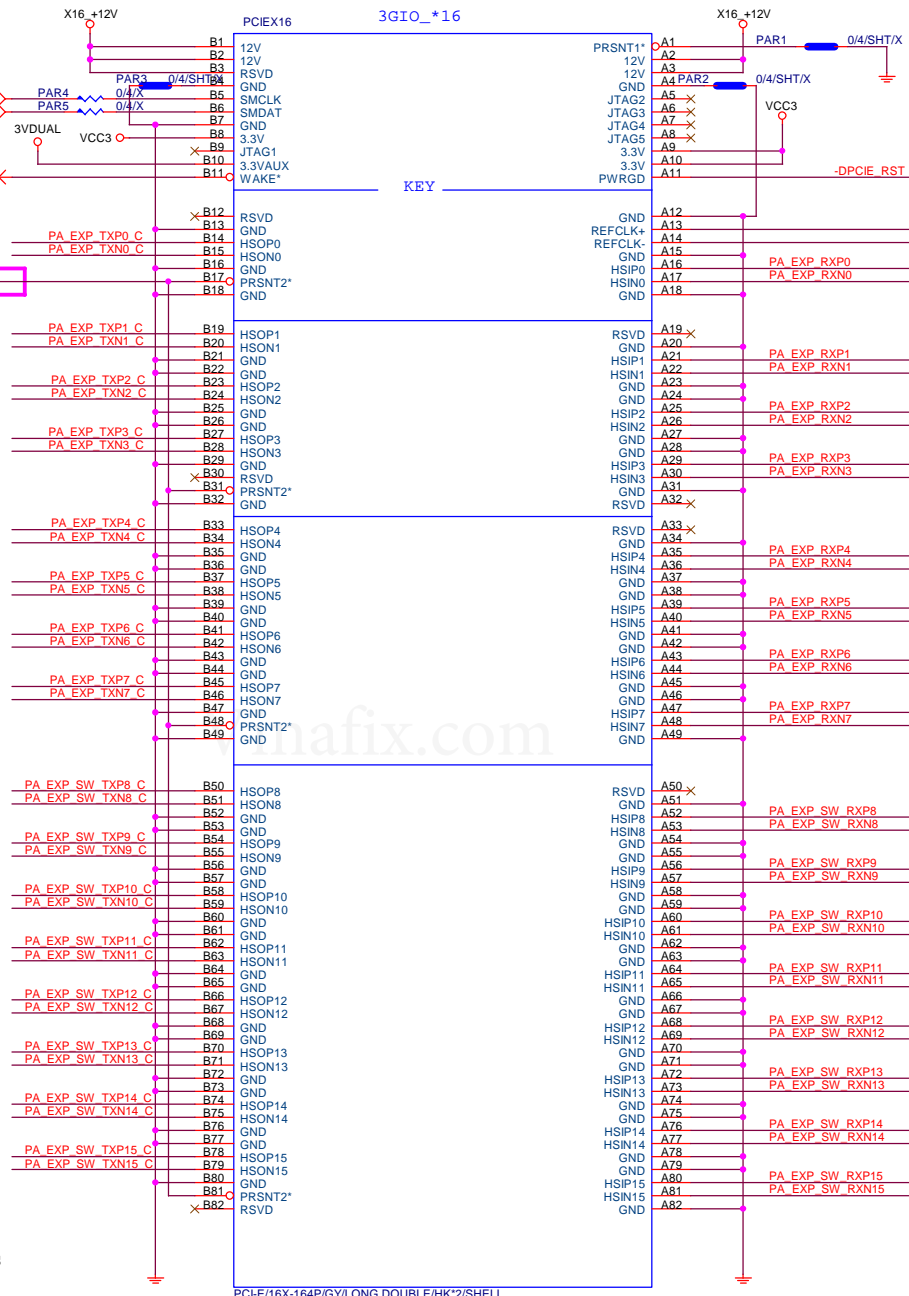 X16_+12V 3GIO_*16 X16_+12V
PCIEX16
B1 12V PRSNT1* A1 PAR1 0/4/SHT/X
B2 12V 12V A2
B3 RSVD 12V A3
PAR3 0/4/SHT/X B4 GND GND A4 PAR2 0/4/SHT/X
PAR4 0/4/X B5 SMCLK JTAG2 A5
PAR5 0/4/X B6 SMDAT JTAG3 A6 VCC3
B7 GND JTAG4 A7
3VDUAL VCC3 B8 3.3V JTAG5 A8
B9 JTAG1 3.3V A9
B10 3.3VAUX 3.3V A10
B11 WAKE* PWRGD A11 -DPCIE_RST
KEY
B12 RSVD GND A12
B13 GND REFCLK+ A13
PA_EXP_TXP0_C B14 HSOP0 REFCLK- A14
PA_EXP_TXN0_C B15 HSON0 GND A15
B16 GND HSIP0 A16 PA_EXP_RXP0
B17 PRSNT2* HSIN0 A17 PA_EXP_RXN0
B18 GND GND A18
PA_EXP_TXP1_C B19 HSOP1 RSVD A19
PA_EXP_TXN1_C B20 HSON1 GND A20
B21 GND HSIP1 A21 PA_EXP_RXP1
B22 GND HSIN1 A22 PA_EXP_RXN1
PA_EXP_TXP2_C B23 HSOP2 GND A23
PA_EXP_TXN2_C B24 HSON2 GND A24
B25 GND HSIP2 A25 PA_EXP_RXP2
B26 GND HSIN2 A26 PA_EXP_RXN2
PA_EXP_TXP3_C B27 HSOP3 GND A27
PA_EXP_TXN3_C B28 HSON3 GND A28
B29 GND HSIP3 A29 PA_EXP_RXP3
B30 RSVD HSIN3 A30 PA_EXP_RXN3
B31 PRSNT2* GND A31
B32 GND RSVD A32
PA_EXP_TXP4_C B33 HSOP4 RSVD A33
PA_EXP_TXN4_C B34 HSON4 GND A34
B35 GND HSIP4 A35 PA_EXP_RXP4
B36 GND HSIN4 A36 PA_EXP_RXN4
PA_EXP_TXP5_C B37 HSOP5 GND A37
PA_EXP_TXN5_C B38 HSON5 GND A38
B39 GND HSIP5 A39 PA_EXP_RXP5
B40 GND HSIN5 A40 PA_EXP_RXN5
PA_EXP_TXP6_C B41 HSOP6 GND A41
PA_EXP_TXN6_C B42 HSON6 GND A42
B43 GND HSIP6 A43 PA_EXP_RXP6
B44 GND HSIN6 A44 PA_EXP_RXN6
PA_EXP_TXP7_C B45 HSOP7 GND A45
PA_EXP_TXN7_C B46 HSON7 GND A46
B47 GND HSIP7 A47 PA_EXP_RXP7
B48 PRSNT2* HSIN7 A48 PA_EXP_RXN7
B49 GND GND A49
vinafix.com
PA_EXP_SW_TXP8_C B50 HSOP8 RSVD A50
PA_EXP_SW_TXN8_C B51 HSON8 GND A51
B52 GND HSIP8 A52 PA_EXP_SW_RXP8
B53 GND HSIN8 A53 PA_EXP_SW_RXN8
PA_EXP_SW_TXP9_C B54 HSOP9 GND A54
PA_EXP_SW_TXN9_C B55 HSON9 GND A55
B56 GND HSIP9 A56 PA_EXP_SW_RXP9
B57 GND HSIN9 A57 PA_EXP_SW_RXN9
PA_EXP_SW_TXP10_C B58 HSOP10 GND A58
PA_EXP_SW_TXN10_C B59 HSON10 GND A59
B60 GND HSIP10 A60 PA_EXP_SW_RXP10
B61 GND HSIN10 A61 PA_EXP_SW_RXN10
PA_EXP_SW_TXP11_C B62 HSOP11 GND A62
PA_EXP_SW_TXN11_C B63 HSON11 GND A63
B64 GND HSIP11 A64 PA_EXP_SW_RXP11
B65 GND HSIN11 A65 PA_EXP_SW_RXN11
PA_EXP_SW_TXP12_C B66 HSOP12 GND A66
PA_EXP_SW_TXN12_C B67 HSON12 GND A67
B68 GND HSIP12 A68 PA_EXP_SW_RXP12
B69 GND HSIN12 A69 PA_EXP_SW_RXN12
PA_EXP_SW_TXP13_C B70 HSOP13 GND A70
PA_EXP_SW_TXN13_C B71 HSON13 GND A71
B72 GND HSIP13 A72 PA_EXP_SW_RXP13
B73 GND HSIN13 A73 PA_EXP_SW_RXN13
PA_EXP_SW_TXP14_C B74 HSOP14 GND A74
PA_EXP_SW_TXN14_C B75 HSON14 GND A75
B76 GND HSIP14 A76 PA_EXP_SW_RXP14
B77 GND HSIN14 A77 PA_EXP_SW_RXN14
PA_EXP_SW_TXP15_C B78 HSOP15 GND A78
PA_EXP_SW_TXN15_C B79 HSON15 GND A79
B80 GND HSIP15 A80 PA_EXP_SW_RXP15
B81 PRSNT2* HSIN15 A81 PA_EXP_SW_RXN15
B82 RSVD GND A82
PCI-E/16X-164P/GY/LONG DOUBLE/HK*2/SHELL